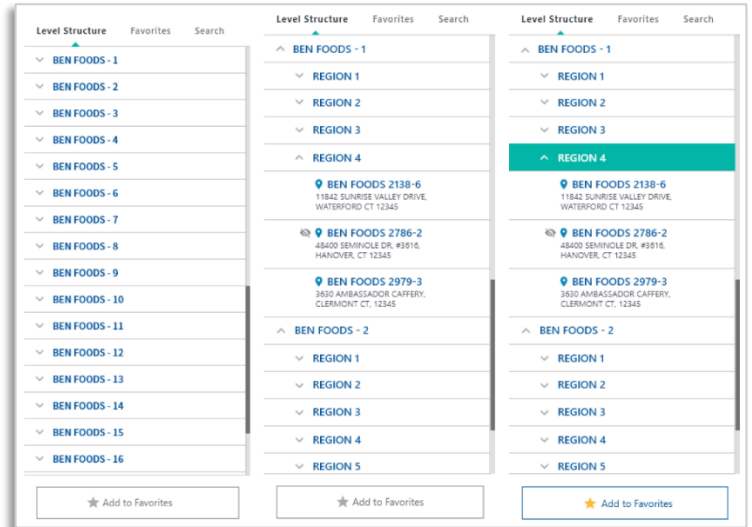 Level Structure Favorites Search
BEN FOODS - 1
BEN FOODS - 2
BEN FOODS - 3
BEN FOODS - 4
BEN FOODS - 5
BEN FOODS - 6
BEN FOODS - 7
BEN FOODS - 8
BEN FOODS - 9
BEN FOODS - 10
BEN FOODS - 11
BEN FOODS - 12
BEN FOODS - 13
BEN FOODS - 14
BEN FOODS - 15
BEN FOODS - 16
Add to Favorites
Level Structure Favorites Search
BEN FOODS - 1
REGION 1
REGION 2
REGION 3
REGION 4
BEN FOODS 2138-6
11842 SUNRISE VALLEY DRIVE,
WATERFORD CT 12345
BEN FOODS 2786-2
48400 SEMINOLE DR, #3616,
HANOVER, CT 12345
BEN FOODS 2979-3
3630 AMBASSADOR CAFFERY,
CLERMONT CT, 12345
BEN FOODS - 2
REGION 1
REGION 2
REGION 3
REGION 4
REGION 5
Add to Favorites
Level Structure Favorites Search
BEN FOODS - 1
REGION 1
REGION 2
REGION 3
REGION 4
BEN FOODS 2138-6
11842 SUNRISE VALLEY DRIVE,
WATERFORD CT 12345
BEN FOODS 2786-2
48400 SEMINOLE DR, #3616,
HANOVER, CT 12345
BEN FOODS 2979-3
3630 AMBASSADOR CAFFERY,
CLERMONT CT, 12345
BEN FOODS - 2
REGION 1
REGION 2
REGION 3
REGION 4
REGION 5
Add to Favorites